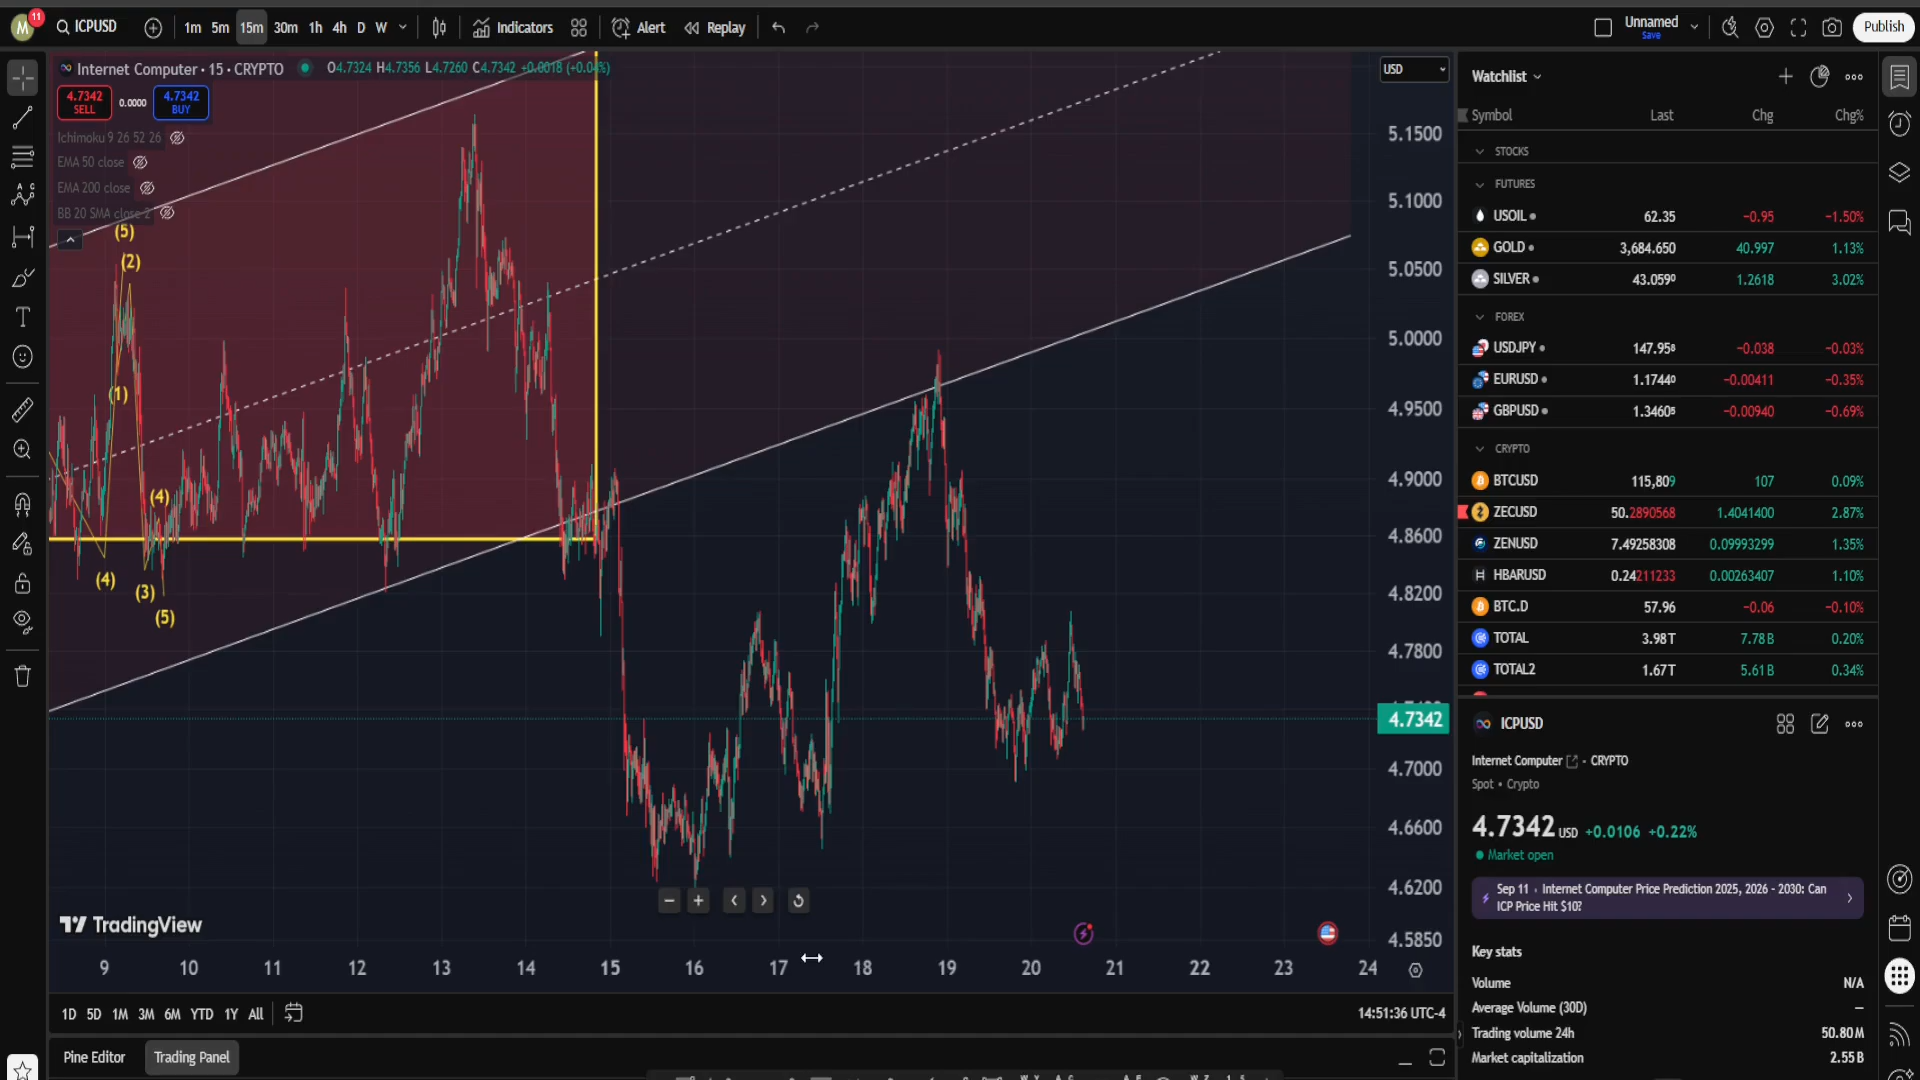 M 11 ICPUSD 1m 5m 15m 30m 1h 4h D W Indicators Alert Replay Unnamed Save Publish
Internet Computer · 15 · CRYPTO O4.7324 H4.7356 L4.7260 C4.7342 +0.0018 (+0.04%)
4.7342 SELL 0.0000 4.7342 BUY
Ichimoku 9 26 52 26
EMA 50 close
EMA 200 close
BB 20 SMA close 2
(5)
(2)
(1)
(4)
(4)
(3)
(5)
USD
5.1500
5.1000
5.0500
5.0000
4.9500
4.9000
4.8600
4.8200
4.7800
4.7342
4.7000
4.6600
4.6200
4.5850
TradingView
9 10 11 12 13 14 15 16 17 18 19 20 21 22 23 24
1D 5D 1M 3M 6M YTD 1Y All 14:51:36 UTC-4
Pine Editor Trading Panel
Watchlist
Symbol Last Chg Chg%
STOCKS
FUTURES
USOIL 62.35 −0.95 −1.50%
GOLD 3,684.650 40.997 1.13%
SILVER 43.0590 1.2618 3.02%
FOREX
USDJPY 147.958 −0.038 −0.03%
EURUSD 1.17440 −0.00411 −0.35%
GBPUSD 1.34605 −0.00940 −0.69%
CRYPTO
BTCUSD 115,809 107 0.09%
ZECUSD 50.2890568 1.4041400 2.87%
ZENUSD 7.49258308 0.09993299 1.35%
HBARUSD 0.24211233 0.00263407 1.10%
BTC.D 57.96 −0.06 −0.10%
TOTAL 3.98 T 7.78 B 0.20%
TOTAL2 1.67 T 5.61 B 0.34%
ICPUSD
Internet Computer · CRYPTO
Spot · Crypto
4.7342 USD +0.0106 +0.22%
Market open
Sep 11 · Internet Computer Price Prediction 2025, 2026 - 2030: Can
ICP Price Hit $10?
Key stats
Volume N/A
Average Volume (30D) —
Trading volume 24h 50.80 M
Market capitalization 2.55 B